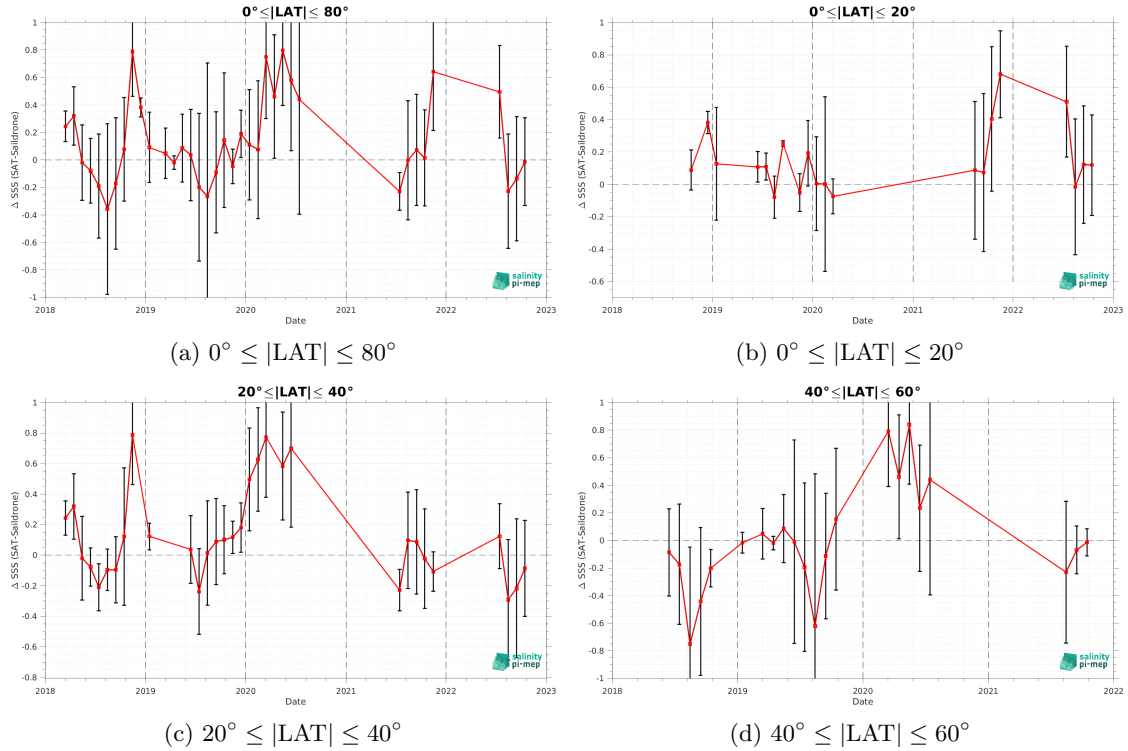 0°≤|LAT|≤ 80°
1
0.8
0.6
0.4
0.2
0
-0.2
-0.4
-0.6
-0.8
-1
Δ SSS (SAT-Saildrone)
2018 2019 2020 2021 2022 2023
Date
salinity
pi-mep
(a) 0° ≤ |LAT| ≤ 80°
0°≤|LAT|≤ 20°
1
0.8
0.6
0.4
0.2
0
-0.2
-0.4
-0.6
Δ SSS (SAT-Saildrone)
2018 2019 2020 2021 2022 2023
Date
salinity
pi-mep
(b) 0° ≤ |LAT| ≤ 20°
20°≤|LAT|≤ 40°
1
0.8
0.6
0.4
0.2
0
-0.2
-0.4
-0.6
-0.8
Δ SSS (SAT-Saildrone)
2018 2019 2020 2021 2022 2023
Date
salinity
pi-mep
(c) 20° ≤ |LAT| ≤ 40°
40°≤|LAT|≤ 60°
1
0.8
0.6
0.4
0.2
0
-0.2
-0.4
-0.6
-0.8
-1
Δ SSS (SAT-Saildrone)
2018 2019 2020 2021 2022
Date
salinity
pi-mep
(d) 40° ≤ |LAT| ≤ 60°